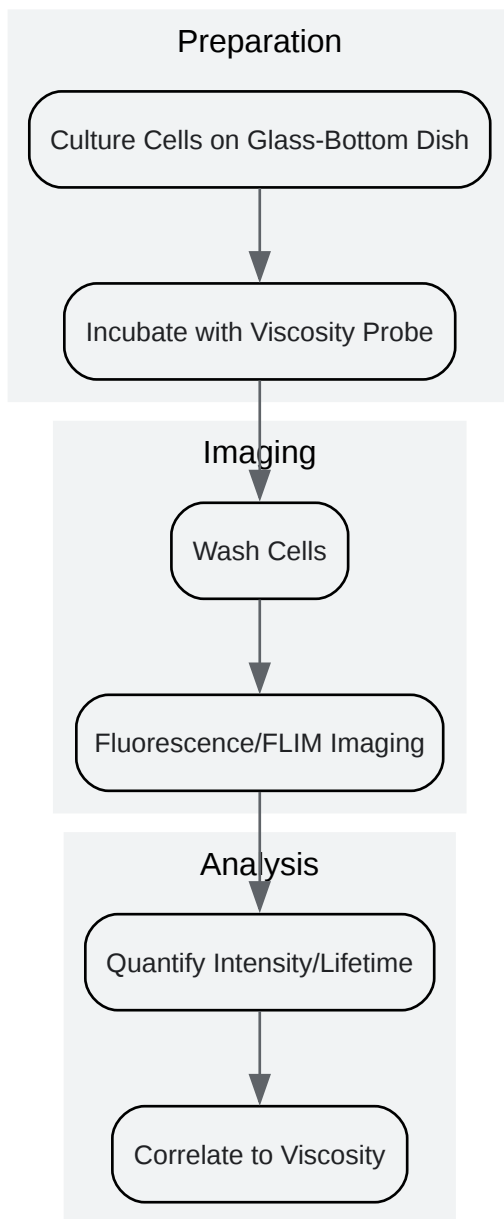 Preparation
Culture Cells on Glass-Bottom Dish
Incubate with Viscosity Probe
Imaging
Wash Cells
Fluorescence/FLIM Imaging
Analysis
Quantify Intensity/Lifetime
Correlate to Viscosity